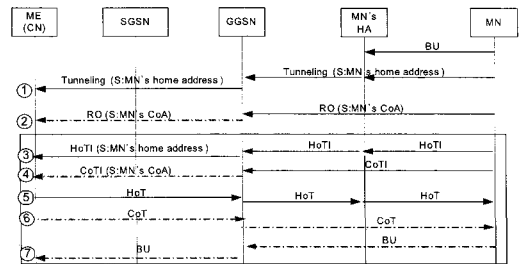 ME
(CN)
SGSN
GGSN
MN`s
HA
MN
BU
Tunneling (S:MN`s home address)
Tunneling (S:MN`s home address)
1
RO (S:MN`s CoA)
RO (S:MN`s CoA)
2
HoTI (S:MN`s home address)
HoTI
HoTI
3
CoTI (S:MN`s CoA)
CoTI
4
HoT
HoT
HoT
5
CoT
CoT
6
BU
BU
7